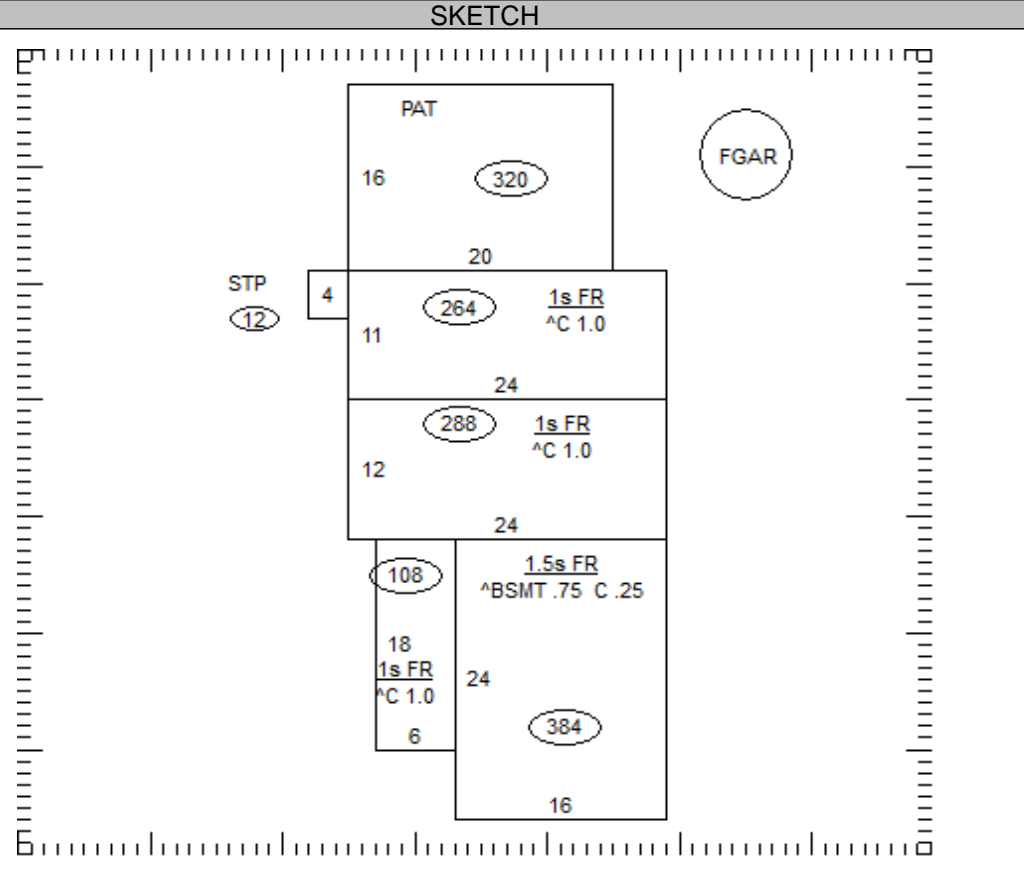 SKETCH
PAT
FGAR
16
320
20
STP
4
264
1s FR
12
^C 1.0
11
24
288
1s FR
^C 1.0
12
24
108
1.5s FR
^BSMT .75 C .25
18
1s FR
24
^C 1.0
384
6
16